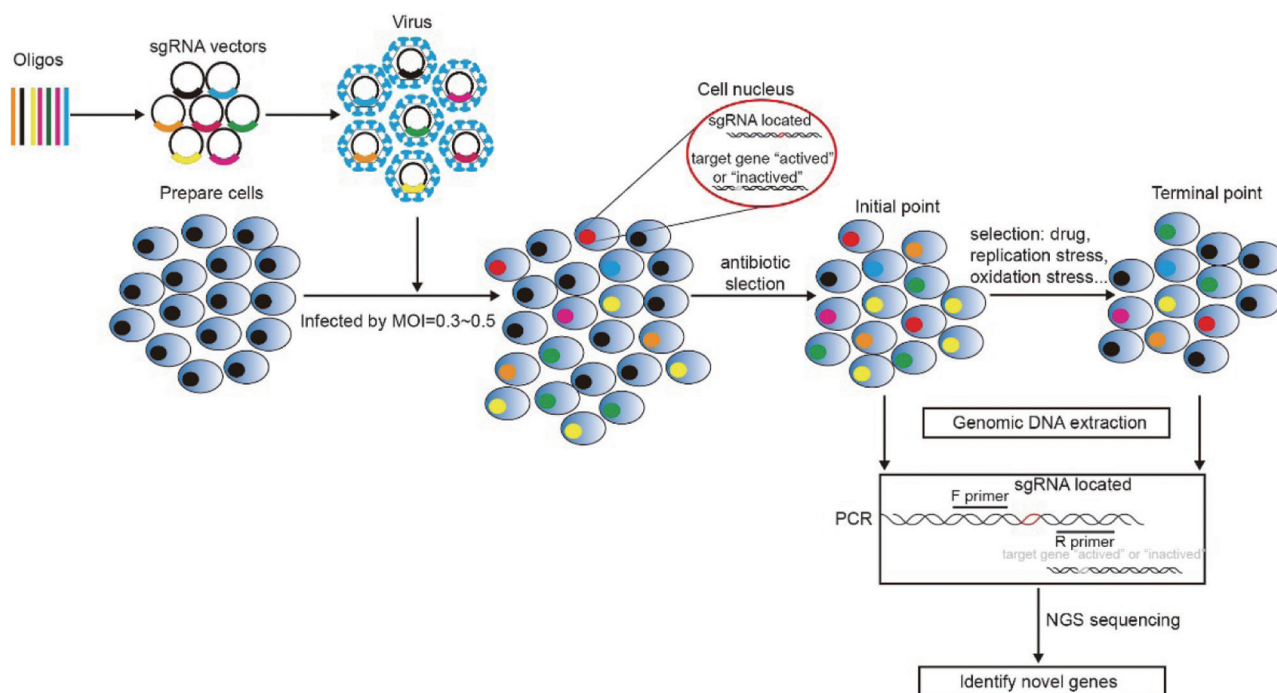 Oligos
sgRNA vectors
Virus
Cell nucleus
sgRNA located
target gene "actived"
or "inactived"
Prepare cells
Infected by MOI=0.3~0.5
antibiotic
slection
Initial point
selection: drug,
replication stress,
oxidation stress...
Terminal point
Genomic DNA extraction
PCR
sgRNA located
F primer
R primer
target gene "actived" or "inactived"
NGS sequencing
Identify novel genes